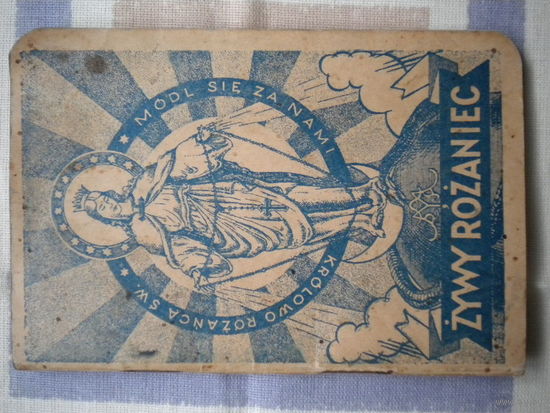 ★ MÓDL SIĘ ZA NAMI
KRÓLOWO RÓŻAŃCA ŚW. ★
ŻYWY RÓŻANIEC